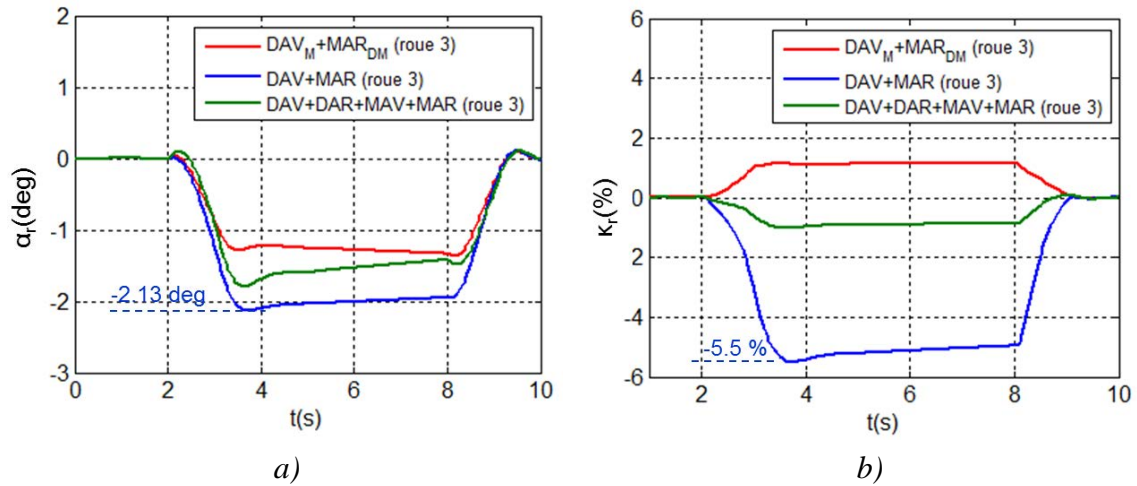 DAV_M+MAR_DM (roue 3)
DAV+MAR (roue 3)
DAV+DAR+MAV+MAR (roue 3)
2
1
0
-1
-2
-3
α_r(deg)
-2.13 deg
0 2 4 6 8 10
t(s)
a)
DAV_M+MAR_DM (roue 3)
DAV+MAR (roue 3)
DAV+DAR+MAV+MAR (roue 3)
6
4
2
0
2
-4
-6
κ_r(%)
-5.5 %
2 4 6 8 10
t(s)
b)